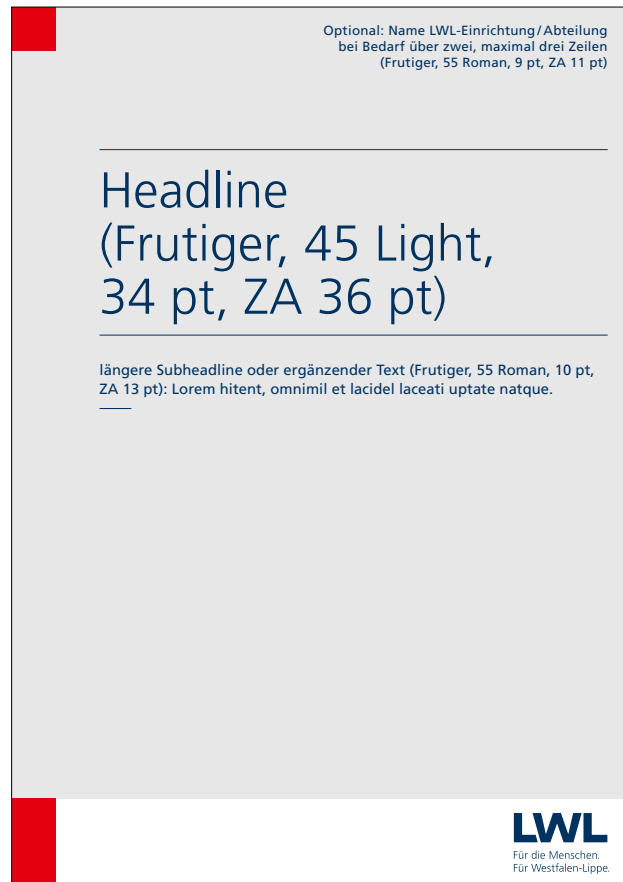 Optional: Name LWL-Einrichtung/Abteilung
bei Bedarf über zwei, maximal drei Zeilen
(Frutiger, 55 Roman, 9 pt, ZA 11 pt)
Headline
(Frutiger, 45 Light,
34 pt, ZA 36 pt)
längere Subheadline oder ergänzender Text (Frutiger, 55 Roman, 10 pt,
ZA 13 pt): Lorem hitent, omnimil et lacidel laceati uptate natque.
LWL
Für die Menschen.
Für Westfalen-Lippe.